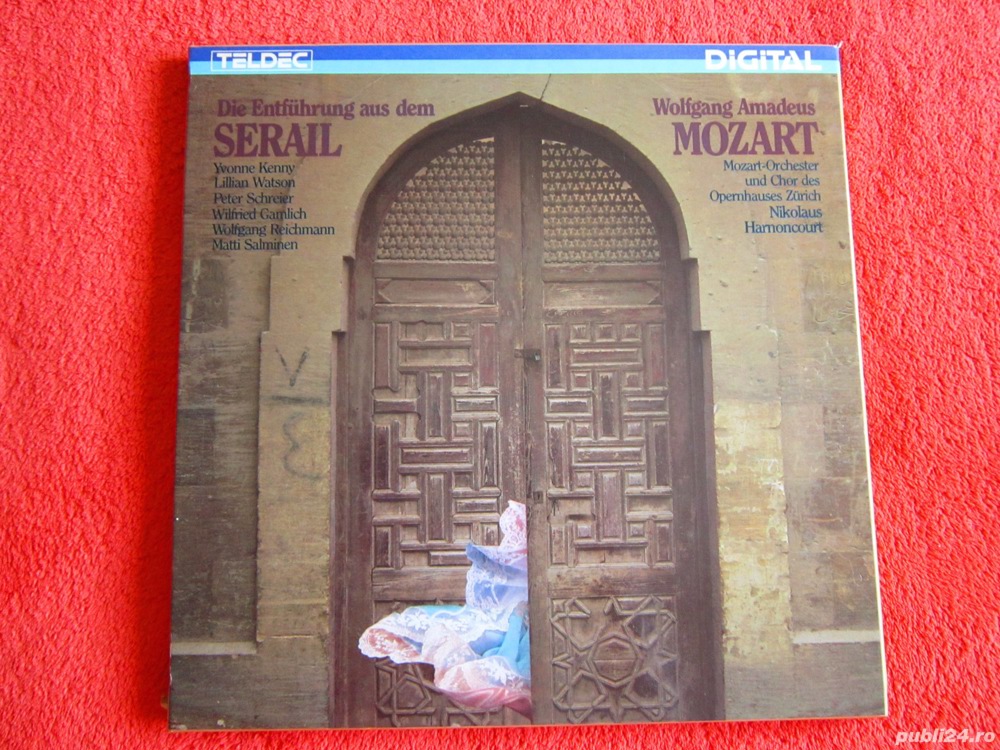 TELDEC
DIGITAL
Die Entführung aus dem
SERAIL
Yvonne Kenny
Lillian Watson
Peter Schreier
Wilfried Gamlich
Wolfgang Reichmann
Matti Salminen
Wolfgang Amadeus
MOZART
Mozart-Orchester
und Chor des
Opernhauses Zürich
Nikolaus
Harnoncourt
publi24.ro